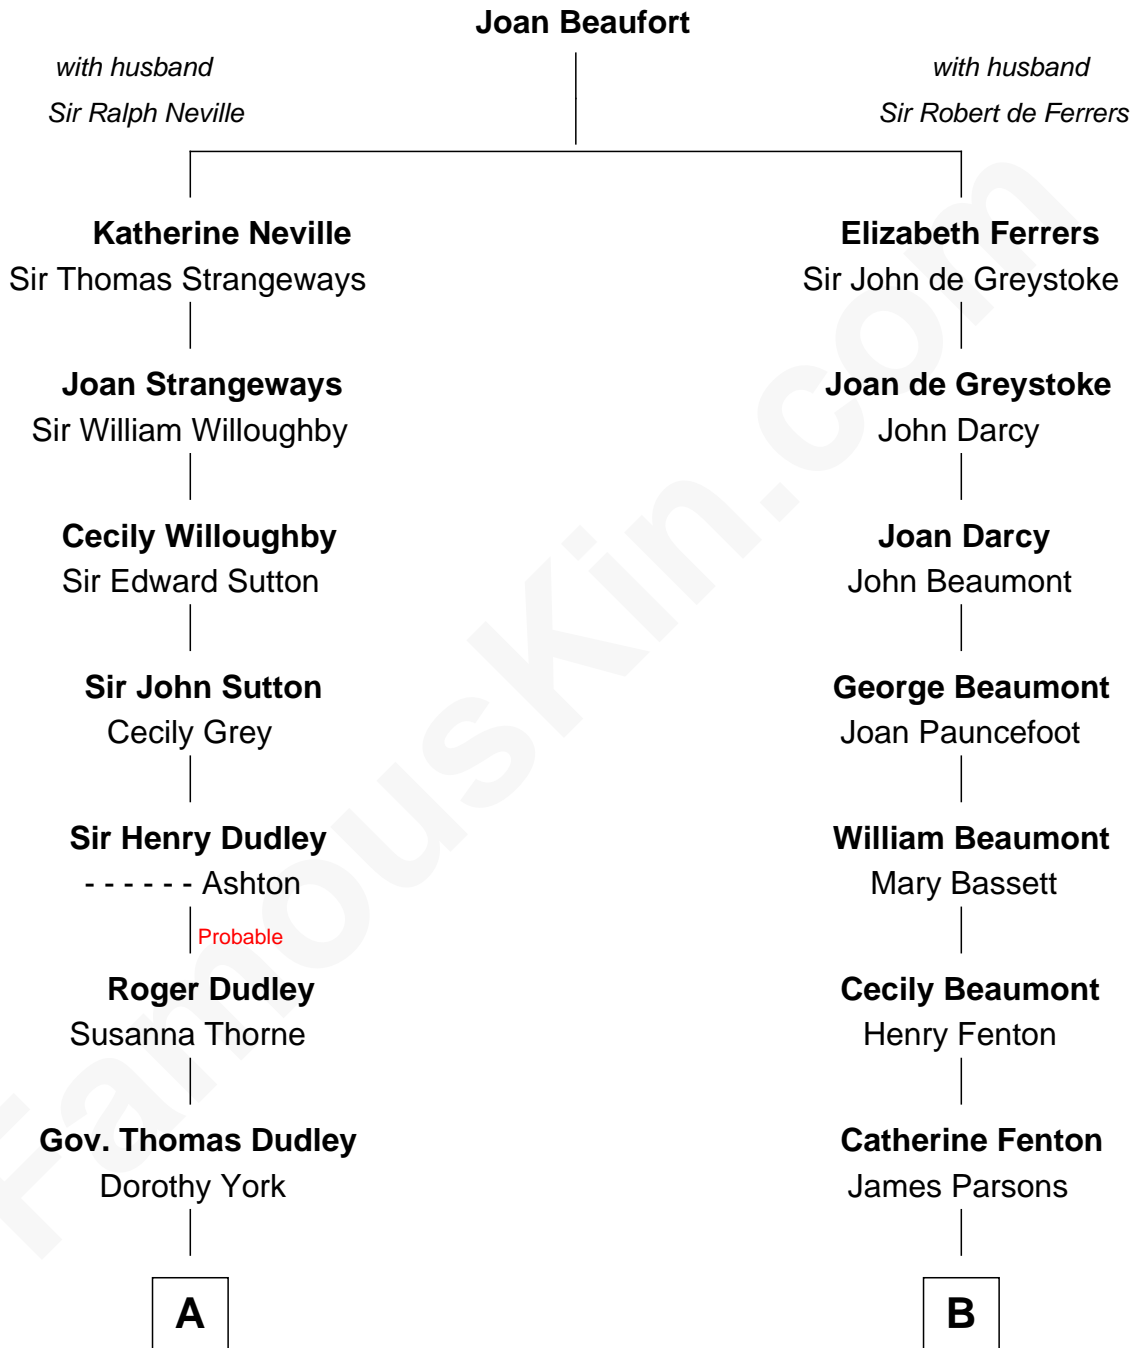 Joan Beaufort
with husband
Sir Ralph Neville
with husband
Sir Robert de Ferrers
Katherine Neville
Sir Thomas Strangeways
Elizabeth Ferrers
Sir John de Greystoke
Joan Strangeways
Sir William Willoughby
Joan de Greystoke
John Darcy
Cecily Willoughby
Sir Edward Sutton
Joan Darcy
John Beaumont
Sir John Sutton
Cecily Grey
George Beaumont
Joan Pauncefoot
Sir Henry Dudley
- - - - - - Ashton
William Beaumont
Mary Bassett
Probable
Roger Dudley
Susanna Thorne
Cecily Beaumont
Henry Fenton
Gov. Thomas Dudley
Dorothy York
Catherine Fenton
James Parsons
A
B
FamousKin.com